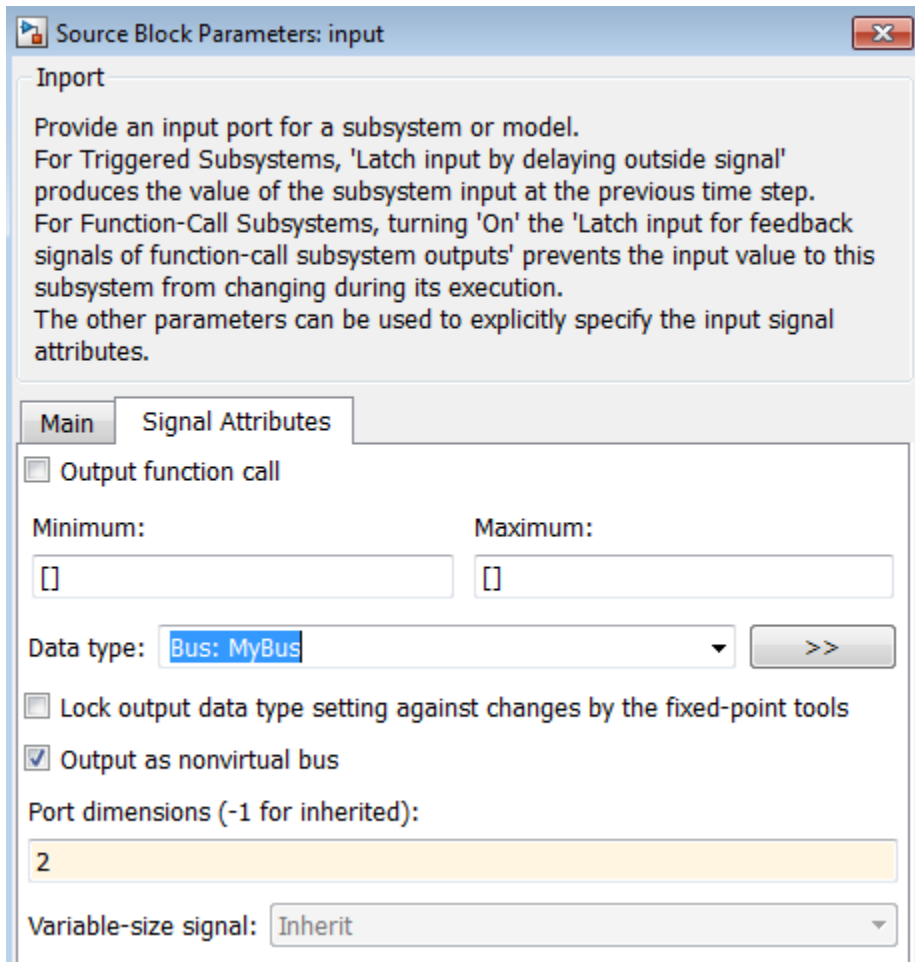 Source Block Parameters: input
Inport
Provide an input port for a subsystem or model.
For Triggered Subsystems, 'Latch input by delaying outside signal'
produces the value of the subsystem input at the previous time step.
For Function-Call Subsystems, turning 'On' the 'Latch input for feedback
signals of function-call subsystem outputs' prevents the input value to this
subsystem from changing during its execution.
The other parameters can be used to explicitly specify the input signal
attributes.
Main Signal Attributes
Output function call
Minimum: Maximum:
[] []
Data type: Bus: MyBus >>
Lock output data type setting against changes by the fixed-point tools
Output as nonvirtual bus
Port dimensions (-1 for inherited):
2
Variable-size signal: Inherit